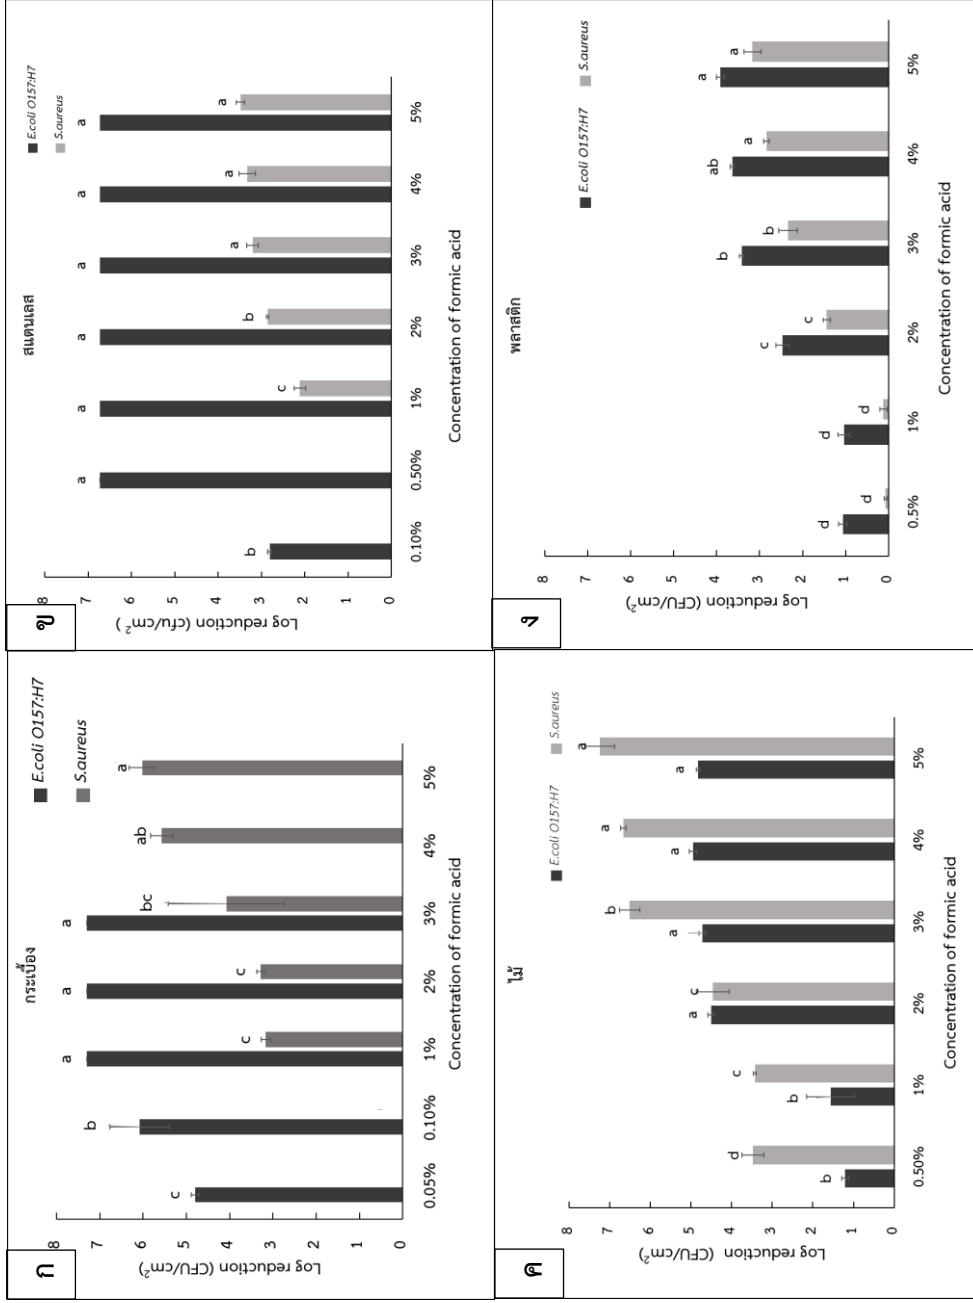 ก
กระเบื้อง
E.coli O157:H7
S.aureus
Log reduction (CFU/cm²)
8
7
6
5
4
3
2
1
0
c b a c a c a bc ab a
0.05% 0.10% 1% 2% 3% 4% 5%
Concentration of formic acid
ข
สแตนเลส
E.coli O157:H7
S.aureus
Log reduction (cfu/cm²)
8
7
6
5
4
3
2
1
0
b a a c a b a a a a a a
0.10% 0.50% 1% 2% 3% 4% 5%
Concentration of formic acid
ค
ไม้
E.coli O157:H7 S.aureus
Log reduction (CFU/cm²)
8
7
6
5
4
3
2
1
0
b d b c a c a b a a a a
0.50% 1% 2% 3% 4% 5%
Concentration of formic acid
ง
พลาสติก
E.coli O157:H7 S.aureus
Log reduction (CFU/cm²)
8
7
6
5
4
3
2
1
0
d d d d c c b b ab a a a
0.5% 1% 2% 3% 4% 5%
Concentration of formic acid